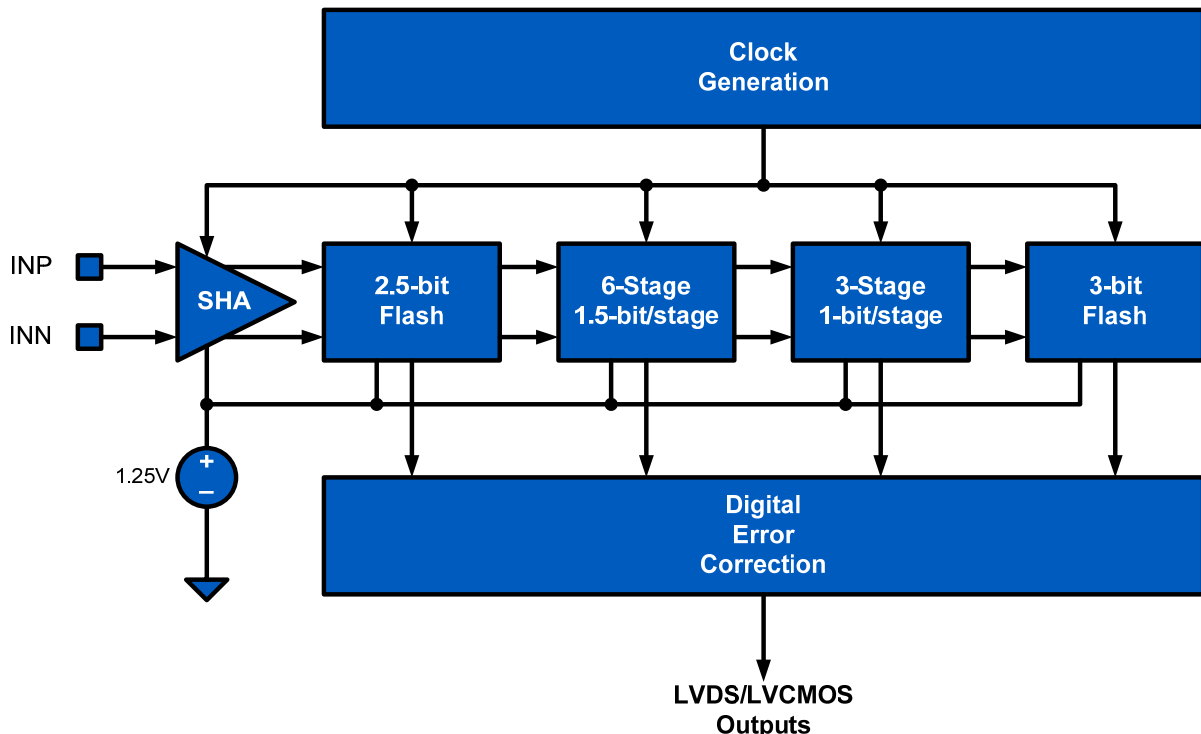 Clock
Generation
INP
INN
SHA
2.5-bit
Flash
6-Stage
1.5-bit/stage
3-Stage
1-bit/stage
3-bit
Flash
1.25V
+
−
Digital
Error
Correction
LVDS/LVCMOS
Outputs